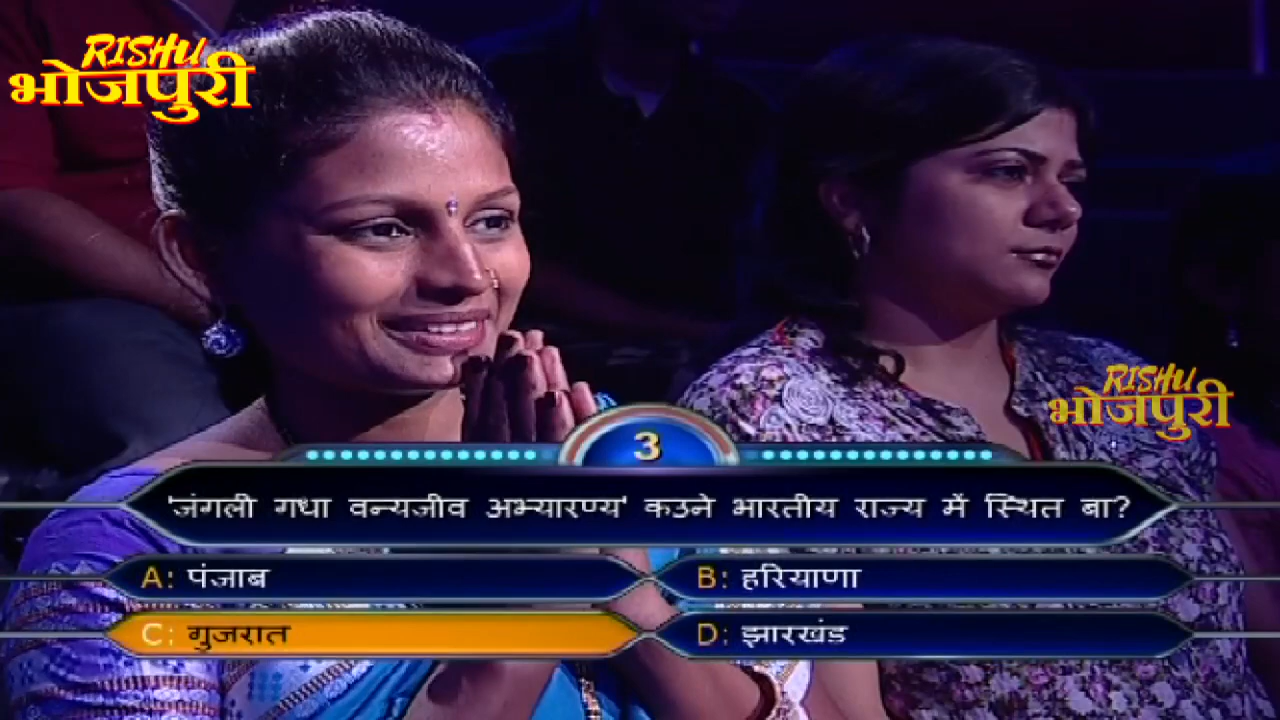 RISHU
भोजपुरी
RISHU
भोजपुरी
3
'जंगली गधा वन्यजीव अभ्यारण्य' कउने भारतीय राज्य में स्थित बा?
A: पंजाब
B: हरियाणा
C: गुजरात
D: झारखंड